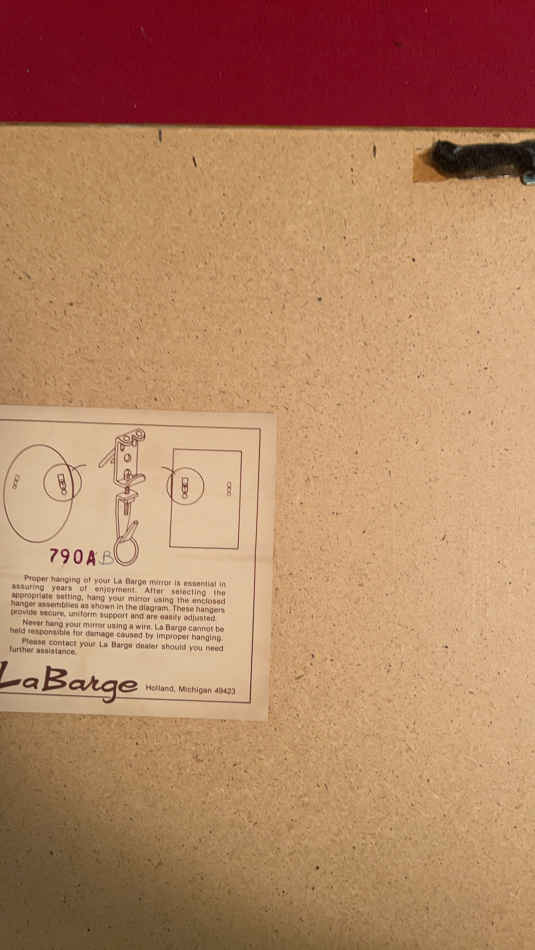 790A B
Proper hanging of your La Barge mirror is essential in
assuring years of enjoyment. After selecting the
appropriate setting, hang your mirror using the enclosed
hanger assemblies as shown in the diagram. These hangers
provide secure, uniform support and are easily adjusted.
Never hang your mirror using a wire. La Barge cannot be
held responsible for damage caused by improper hanging.
Please contact your La Barge dealer should you need
further assistance.
LaBarge Holland, Michigan 49423